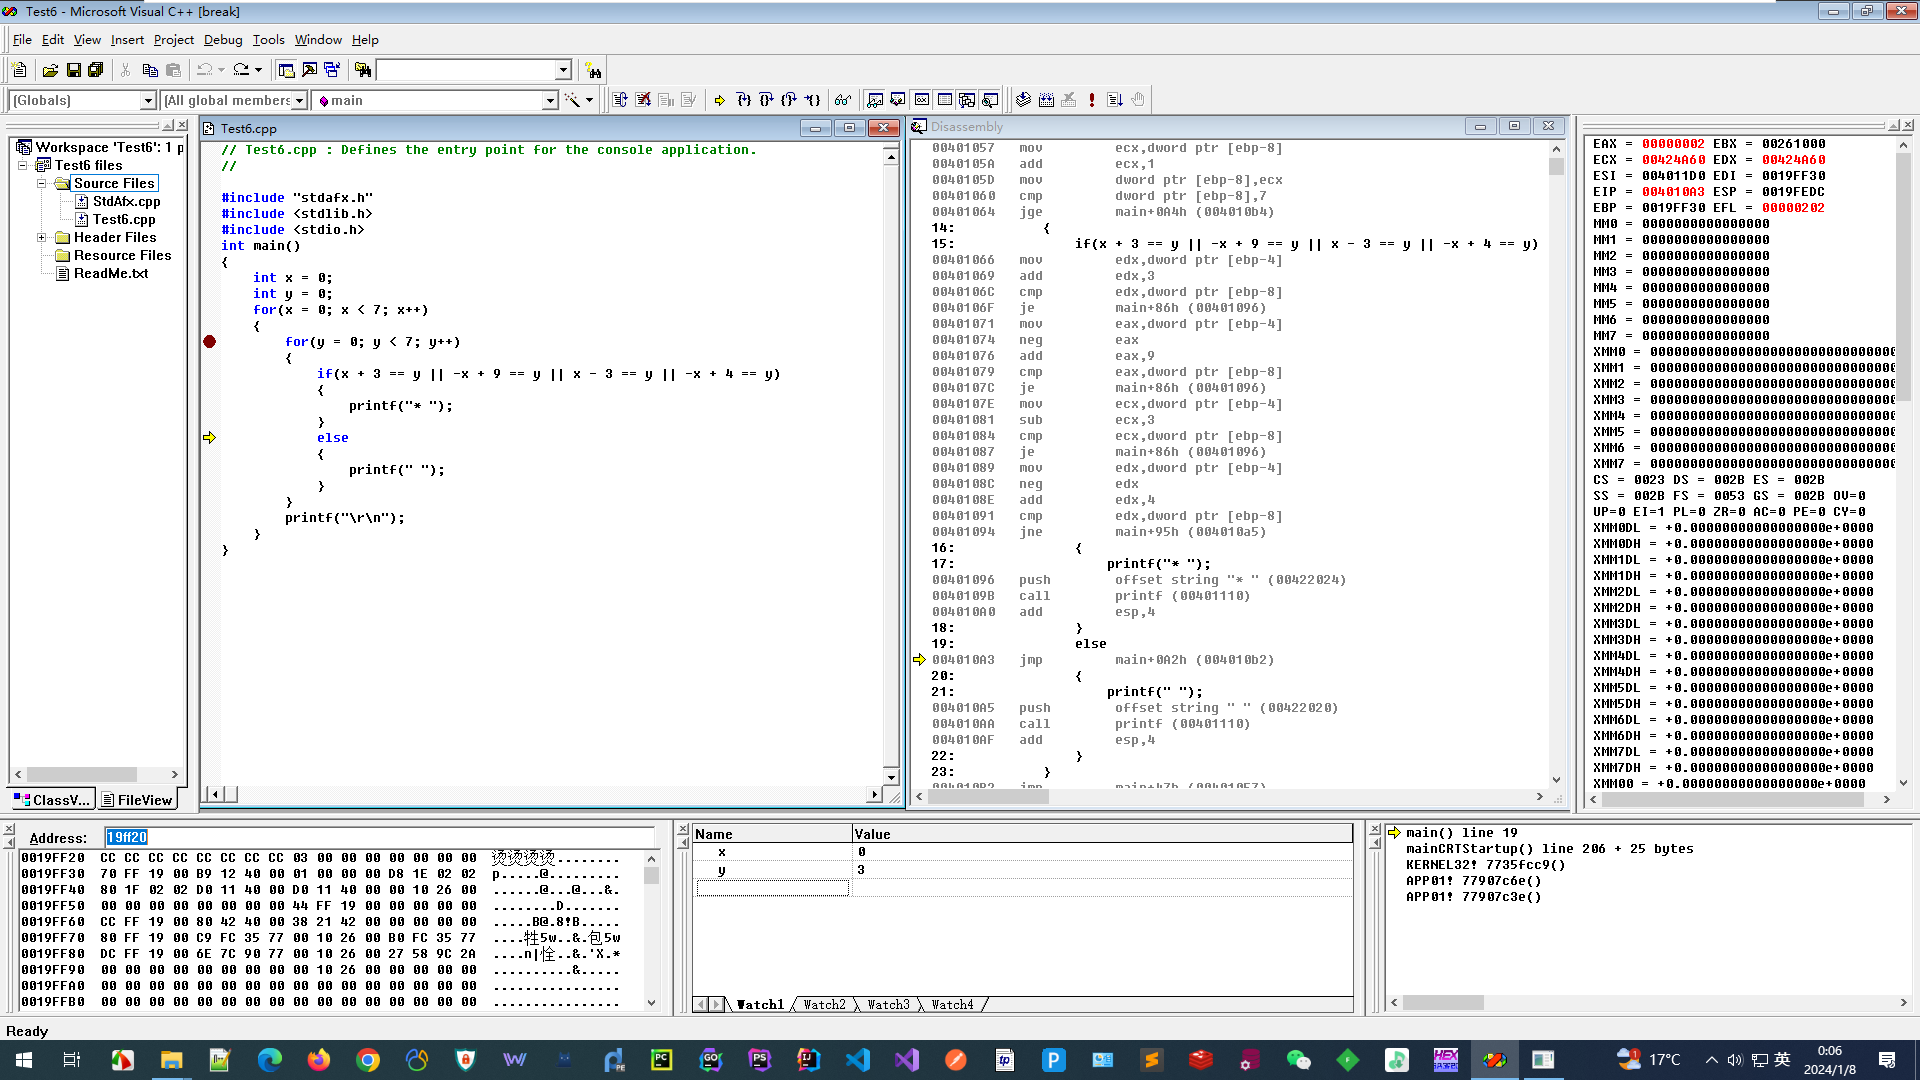 Test6 - Microsoft Visual C++ [break]
File Edit View Insert Project Debug Tools Window Help
[Globals] [All global members main
Workspace 'Test6': 1 p
Test6 files
Source Files
StdAfx.cpp
Test6.cpp
Header Files
Resource Files
ReadMe.txt
ClassV... FileView
Test6.cpp
// Test6.cpp : Defines the entry point for the console application.
//
#include "stdafx.h"
#include <stdlib.h>
#include <stdio.h>
int main()
{
int x = 0;
int y = 0;
for(x = 0; x < 7; x++)
{
for(y = 0; y < 7; y++)
{
if(x + 3 == y || -x + 9 == y || x - 3 == y || -x + 4 == y)
{
printf("* ");
}
else
{
printf(" ");
}
}
printf("\r\n");
}
}
Disassembly
00401057 mov ecx,dword ptr [ebp-8]
0040105A add ecx,1
0040105D mov dword ptr [ebp-8],ecx
00401060 cmp dword ptr [ebp-8],7
00401064 jge main+0A4h (004010b4)
14: {
15: if(x + 3 == y || -x + 9 == y || x - 3 == y || -x + 4 == y)
00401066 mov edx,dword ptr [ebp-4]
00401069 add edx,3
0040106C cmp edx,dword ptr [ebp-8]
0040106F je main+86h (00401096)
00401071 mov eax,dword ptr [ebp-4]
00401074 neg eax
00401076 add eax,9
00401079 cmp eax,dword ptr [ebp-8]
0040107C je main+86h (00401096)
0040107E mov ecx,dword ptr [ebp-4]
00401081 sub ecx,3
00401084 cmp ecx,dword ptr [ebp-8]
00401087 je main+86h (00401096)
00401089 mov edx,dword ptr [ebp-4]
0040108C neg edx
0040108E add edx,4
00401091 cmp edx,dword ptr [ebp-8]
00401094 jne main+95h (004010a5)
16: {
17: printf("* ");
00401096 push offset string "* " (00422024)
0040109B call printf (00401110)
004010A0 add esp,4
18: }
19: else
004010A3 jmp main+0A2h (004010b2)
20: {
21: printf(" ");
004010A5 push offset string " " (00422020)
004010AA call printf (00401110)
004010AF add esp,4
22: }
23: }
EAX = 00000002 EBX = 00261000
ECX = 00424A60 EDX = 00424A60
ESI = 004011D0 EDI = 0019FF30
EIP = 004010A3 ESP = 0019FEDC
EBP = 0019FF30 EFL = 00000202
MM0 = 0000000000000000
MM1 = 0000000000000000
MM2 = 0000000000000000
MM3 = 0000000000000000
MM4 = 0000000000000000
MM5 = 0000000000000000
MM6 = 0000000000000000
MM7 = 0000000000000000
XMM0 = 0000000000000000000000000000000
XMM1 = 0000000000000000000000000000000
XMM2 = 0000000000000000000000000000000
XMM3 = 0000000000000000000000000000000
XMM4 = 0000000000000000000000000000000
XMM5 = 0000000000000000000000000000000
XMM6 = 0000000000000000000000000000000
XMM7 = 0000000000000000000000000000000
CS = 0023 DS = 002B ES = 002B
SS = 002B FS = 0053 GS = 002B OV=0
UP=0 EI=1 PL=0 ZR=0 AC=0 PE=0 CY=0
XMM0DL = +0.000000000000000e+0000
XMM0DH = +0.000000000000000e+0000
XMM1DL = +0.000000000000000e+0000
XMM1DH = +0.000000000000000e+0000
XMM2DL = +0.000000000000000e+0000
XMM2DH = +0.000000000000000e+0000
XMM3DL = +0.000000000000000e+0000
XMM3DH = +0.000000000000000e+0000
XMM4DL = +0.000000000000000e+0000
XMM4DH = +0.000000000000000e+0000
XMM5DL = +0.000000000000000e+0000
XMM5DH = +0.000000000000000e+0000
XMM6DL = +0.000000000000000e+0000
XMM6DH = +0.000000000000000e+0000
XMM7DL = +0.000000000000000e+0000
XMM7DH = +0.000000000000000e+0000
XMM00 = +0.000000000000000e+0000
Address: 19ff20
0019FF20 CC CC CC CC CC CC CC CC 03 00 00 00 00 00 00 00 烫烫烫烫........
0019FF30 70 FF 19 00 B9 12 40 00 01 00 00 00 D8 1E 02 02 p.....@.........
0019FF40 80 1F 02 02 D0 11 40 00 D0 11 40 00 00 10 26 00 ......@...@...&.
0019FF50 00 00 00 00 00 00 00 00 44 FF 19 00 00 00 00 00 ........D.......
0019FF60 CC FF 19 00 80 42 40 00 38 21 42 00 00 00 00 00 .....B@.8!B.....
0019FF70 80 FF 19 00 C9 FC 35 77 00 10 26 00 B0 FC 35 77 ....牲5w..&.包5w
0019FF80 DC FF 19 00 6E 7C 90 77 00 10 26 00 27 58 9C 2A ....n|恮..&.'X.*
0019FF90 00 00 00 00 00 00 00 00 00 10 26 00 00 00 00 00 ..........&.....
0019FFA0 00 00 00 00 00 00 00 00 00 00 00 00 00 00 00 00 ................
0019FFB0 00 00 00 00 00 00 00 00 00 00 00 00 00 00 00 00 ................
Name Value
x 0
y 3
Watch1 Watch2 Watch3 Watch4
main() line 19
mainCRTStartup() line 206 + 25 bytes
KERNEL32! 7735fcc9()
APP01! 77907c6e()
APP01! 77907c3e()
Ready
17°C 英 0:06
2024/1/8